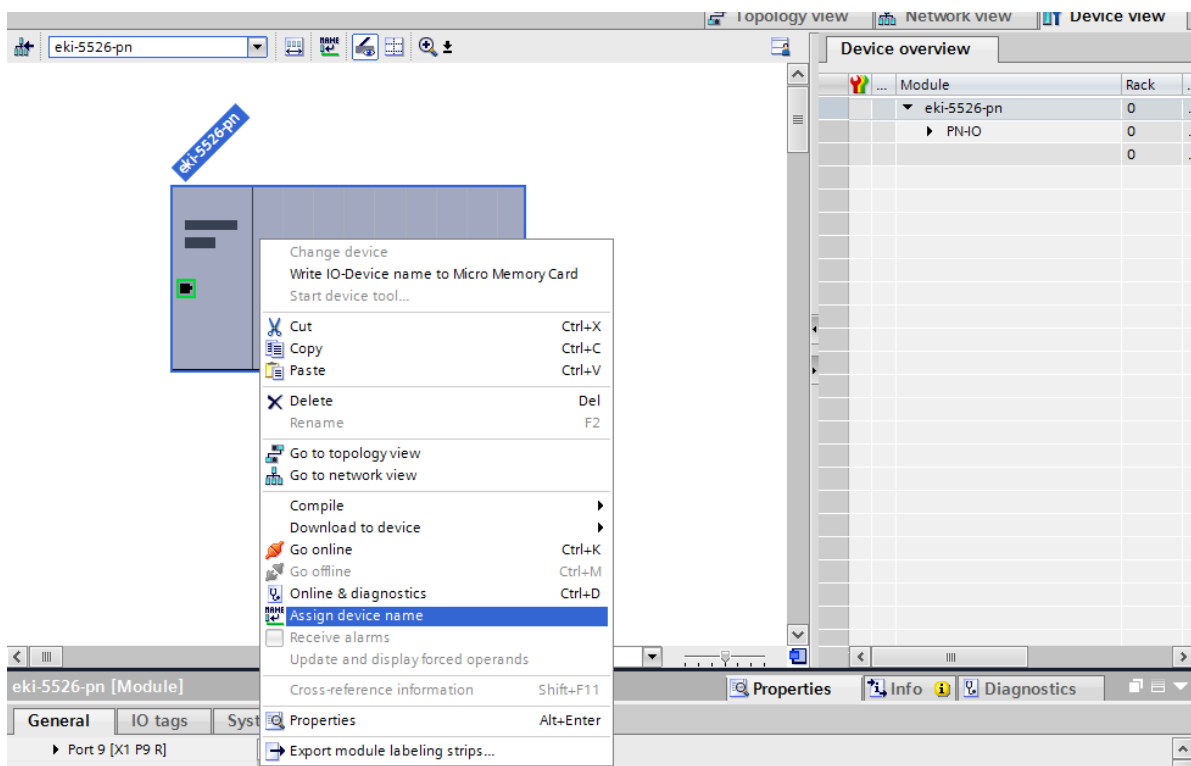 Topology view
Network view
Device view
eki-5526-pn
NAME
Device overview
... Module Rack
eki-5526-pn 0
PN-IO 0
0
eki-5526-pn
Change device
Write IO-Device name to Micro Memory Card
Start device tool...
Cut Ctrl+X
Copy Ctrl+C
Paste Ctrl+V
Delete Del
Rename F2
Go to topology view
Go to network view
Compile
Download to device
Go online Ctrl+K
Go offline Ctrl+M
Online & diagnostics Ctrl+D
NAME Assign device name
Receive alarms
Update and display forced operands
Cross-reference information Shift+F11
Properties Alt+Enter
Export module labeling strips...
eki-5526-pn [Module]
Properties
Info
Diagnostics
General
IO tags
Syst
Port 9 [X1 P9 R]